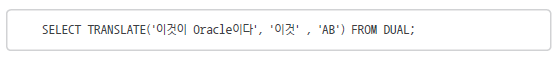 SELECT TRANSLATE('이것이 Oracle이다', '이것' , 'AB') FROM DUAL;